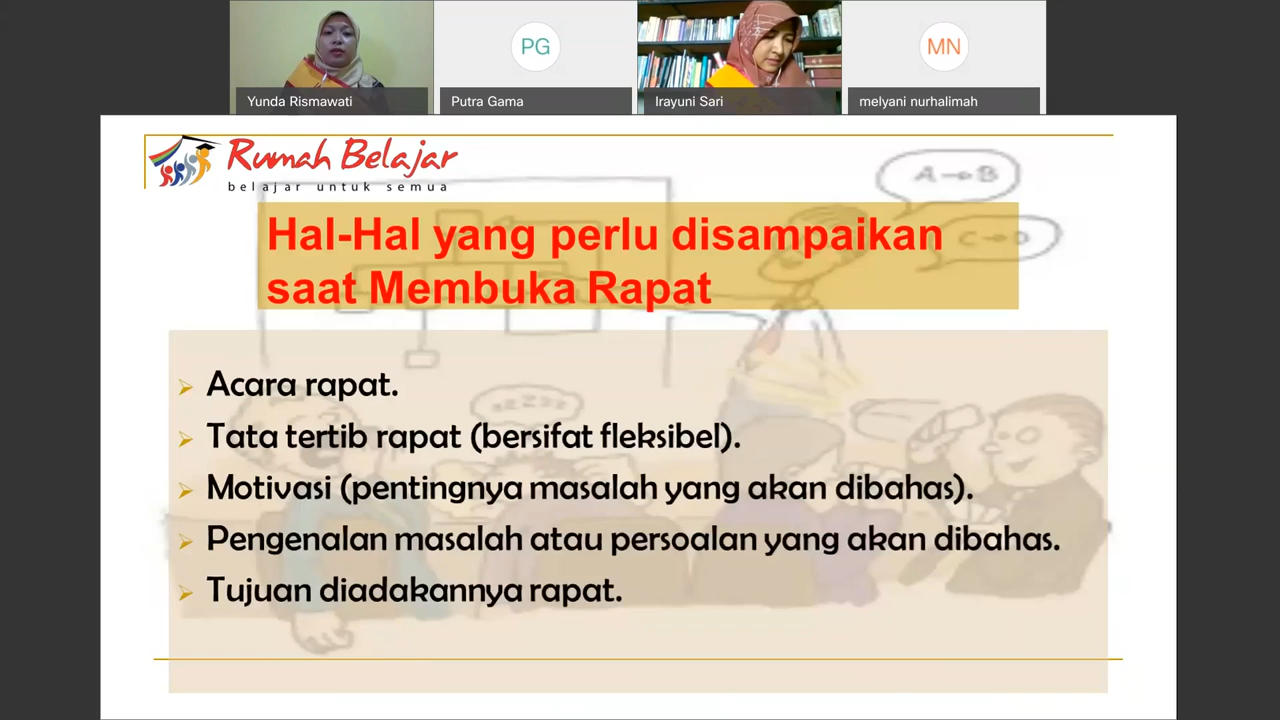 PG
MN
Yunda Rismawati
Putra Gama
Irayuni Sari
melyani nurhalimah
Rumah Belajar
belajar untuk semua
A→B
C→D
Hal-Hal yang perlu disampaikan
saat Membuka Rapat
Acara rapat.
Tata tertib rapat (bersifat fleksibel).
Motivasi (pentingnya masalah yang akan dibahas).
Pengenalan masalah atau persoalan yang akan dibahas.
Tujuan diadakannya rapat.